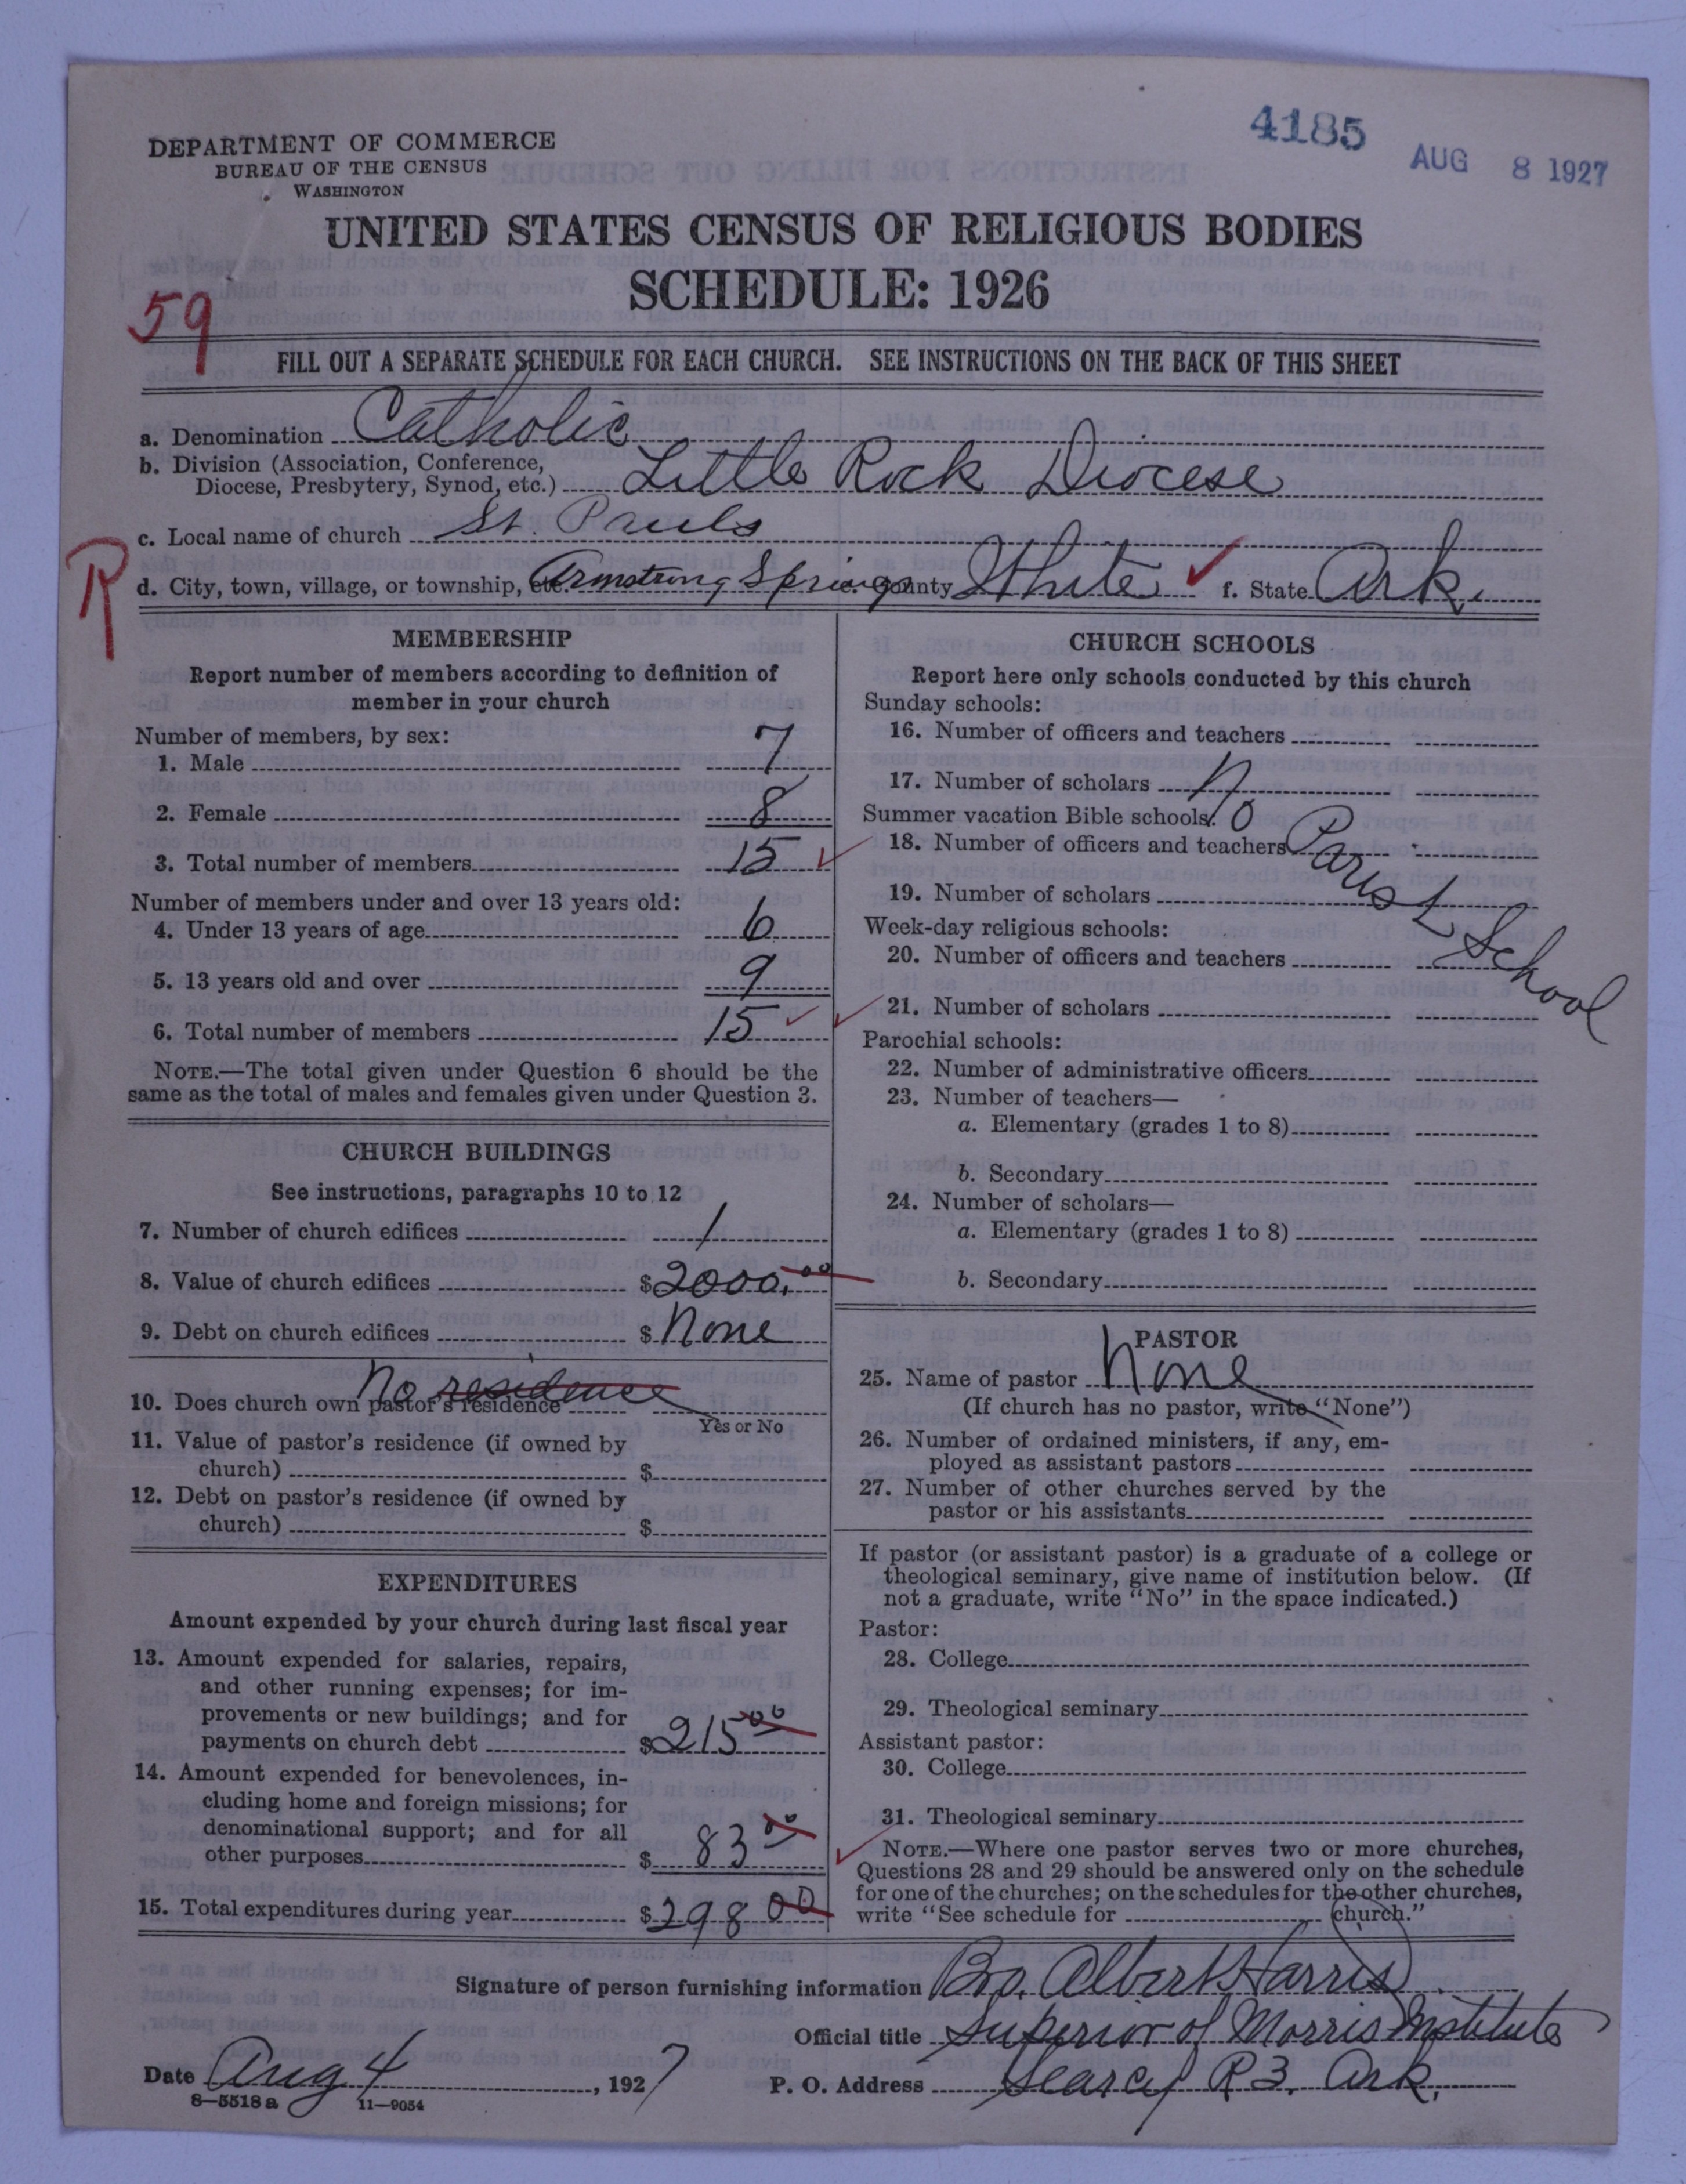 4185
AUG 8 1927
DEPARTMENT OF COMMERCE
BUREAU OF THE CENSUS
WASHINGTON
UNITED STATES CENSUS OF RELIGIOUS BODIES
SCHEDULE: 1926
59
FILL OUT A SEPARATE SCHEDULE FOR EACH CHURCH. SEE INSTRUCTIONS ON THE BACK OF THIS SHEET
a. Denomination Catholic
b. Division (Association, Conference,
Diocese, Presbytery, Synod, etc.) Little Rock Diocese
c. Local name of church St. Pauls
R
d. City, town, village, or township, etc. Armstrong Springs e. County White f. State Ark.
MEMBERSHIP
Report number of members according to definition of
member in your church
Number of members, by sex:
1. Male 7
2. Female 8
3. Total number of members 15
Number of members under and over 13 years old:
4. Under 13 years of age 6
5. 13 years old and over 9
6. Total number of members 15
NOTE.—The total given under Question 6 should be the
same as the total of males and females given under Question 3.
CHURCH BUILDINGS
See instructions, paragraphs 10 to 12
7. Number of church edifices 1
8. Value of church edifices $2000.00
9. Debt on church edifices $ None
10. Does church own pastor's residence No residence
Yes or No
11. Value of pastor's residence (if owned by
church) $
12. Debt on pastor's residence (if owned by
church) $
EXPENDITURES
Amount expended by your church during last fiscal year
13. Amount expended for salaries, repairs,
and other running expenses; for im-
provements or new buildings; and for
payments on church debt $215 00
14. Amount expended for benevolences, in-
cluding home and foreign missions; for
denominational support; and for all
other purposes $ 83 00
15. Total expenditures during year $298 00
CHURCH SCHOOLS
Report here only schools conducted by this church
Sunday schools:
16. Number of officers and teachers
17. Number of scholars
No Parish School
Summer vacation Bible schools:
18. Number of officers and teachers
19. Number of scholars
Week-day religious schools:
20. Number of officers and teachers
21. Number of scholars
Parochial schools:
22. Number of administrative officers
23. Number of teachers—
a. Elementary (grades 1 to 8)
b. Secondary
24. Number of scholars—
a. Elementary (grades 1 to 8)
b. Secondary
PASTOR
25. Name of pastor None
(If church has no pastor, write "None")
26. Number of ordained ministers, if any, em-
ployed as assistant pastors
27. Number of other churches served by the
pastor or his assistants
If pastor (or assistant pastor) is a graduate of a college or
theological seminary, give name of institution below. (If
not a graduate, write "No" in the space indicated.)
Pastor:
28. College
29. Theological seminary
Assistant pastor:
30. College
31. Theological seminary
NOTE.—Where one pastor serves two or more churches,
Questions 28 and 29 should be answered only on the schedule
for one of the churches; on the schedules for the other churches,
write "See schedule for church."
Signature of person furnishing information Bro. Albert Harris
Official title Superior of Morris Institute
Date Aug 4, 1927 P. O. Address Searcy R3. Ark.
8—5518 a 11—9054